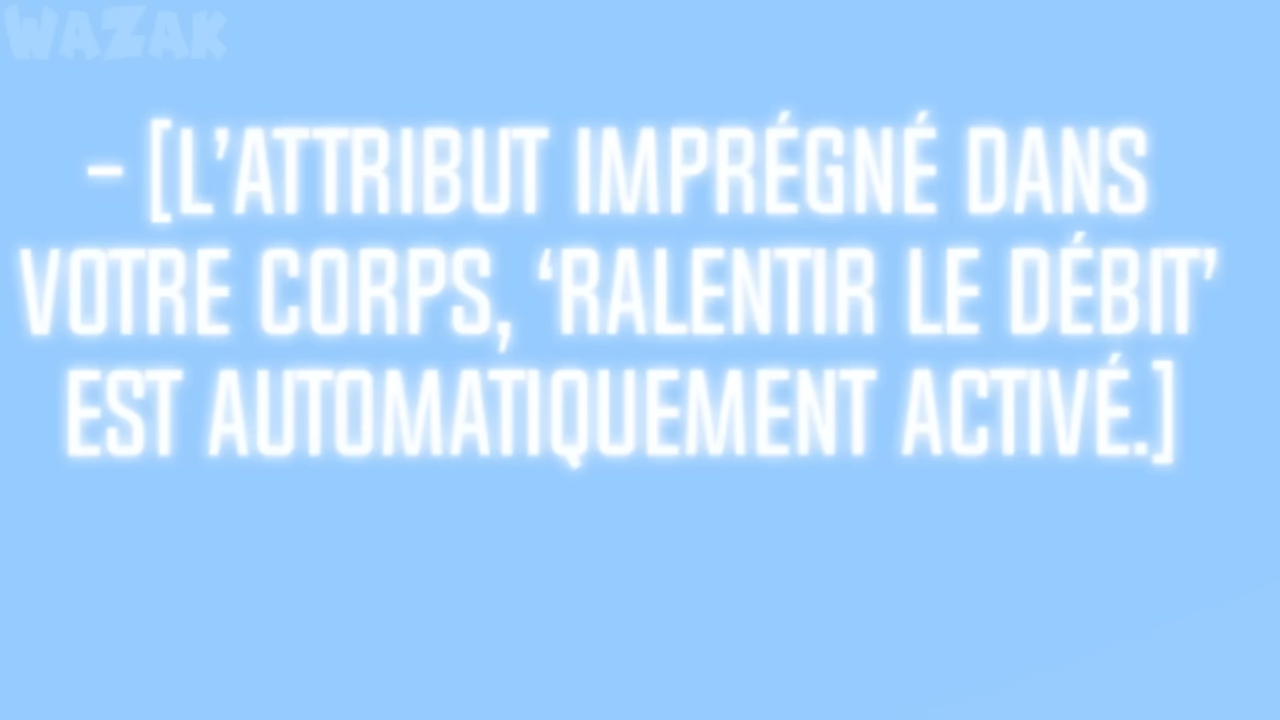 WAZAK
– [L’ATTRIBUT IMPRÉGNÉ DANS
VOTRE CORPS, ‘RALENTIR LE DÉBIT’
EST AUTOMATIQUEMENT ACTIVÉ.]